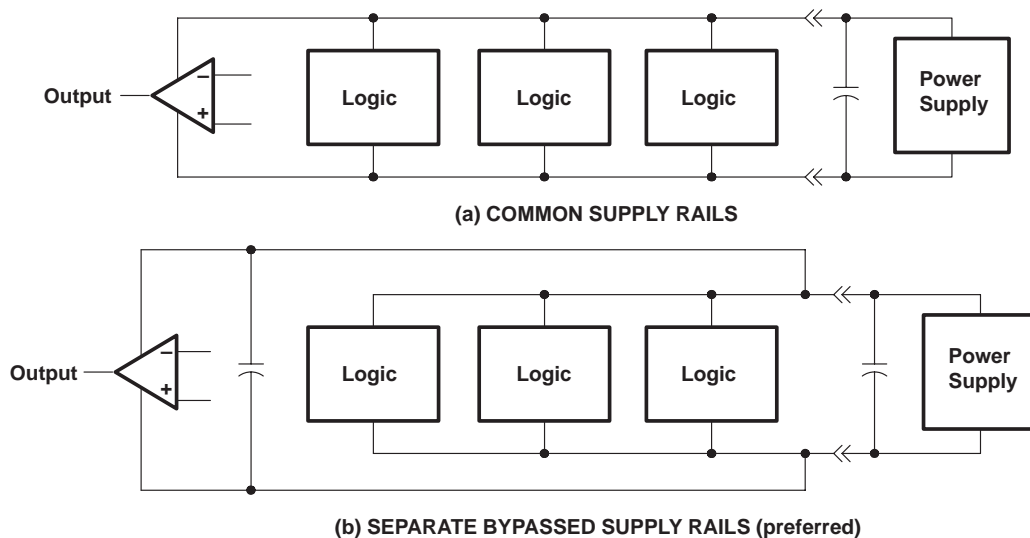 Output
−
+
Logic
Logic
Logic
Power
Supply
(a) COMMON SUPPLY RAILS
Output
−
+
Logic
Logic
Logic
Power
Supply
(b) SEPARATE BYPASSED SUPPLY RAILS (preferred)